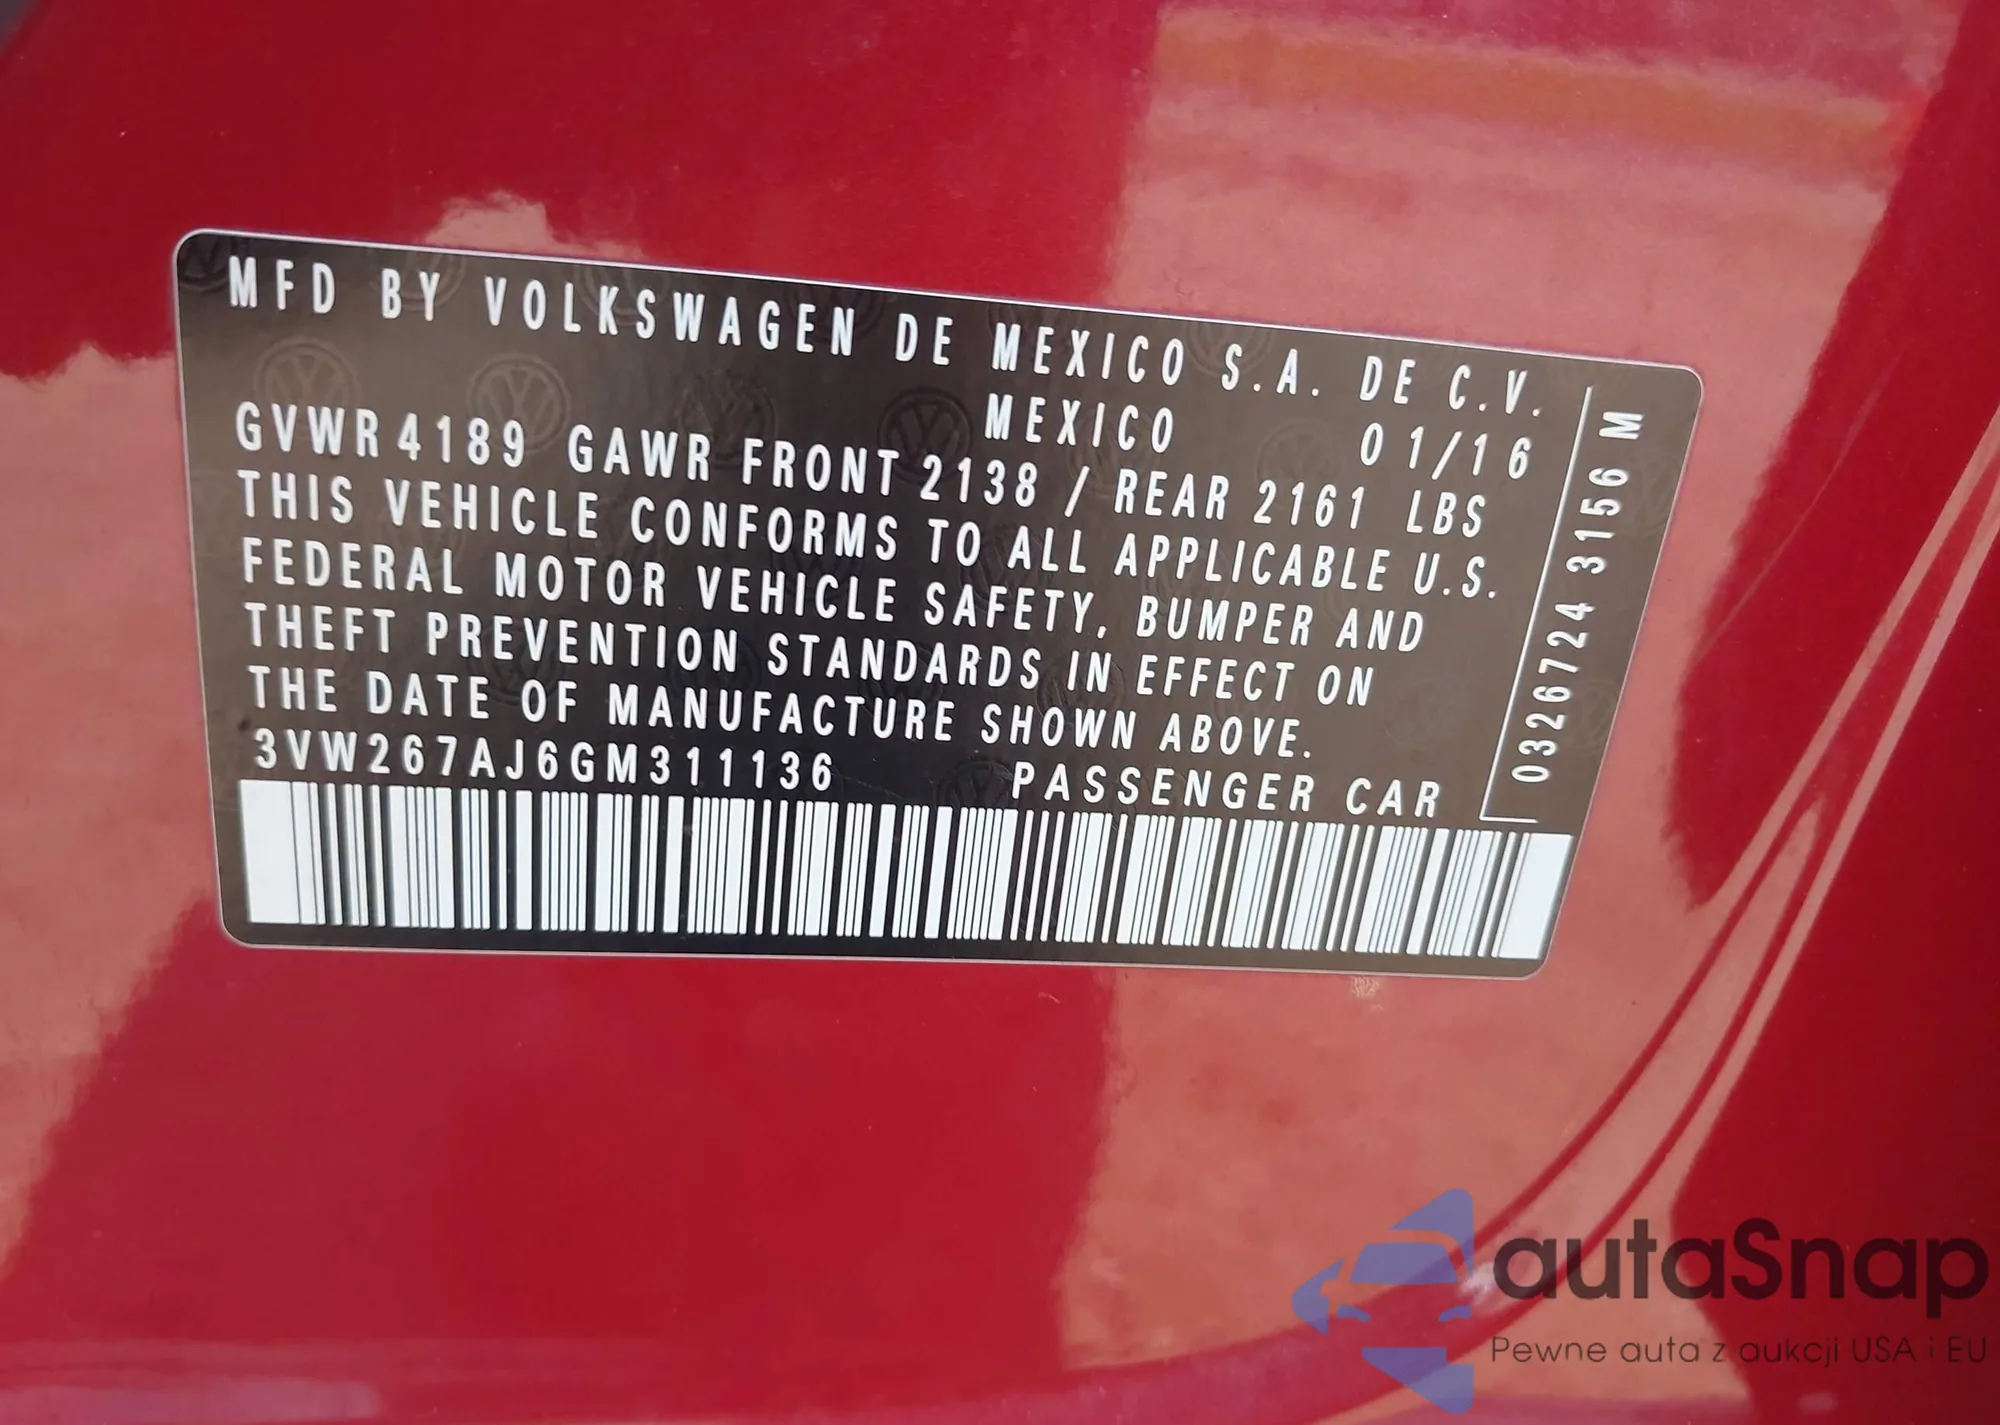 MFD BY VOLKSWAGEN DE MEXICO S.A. DE C.V.
MEXICO 01/16
GVWR 4189 GAWR FRONT 2138 / REAR 2161 LBS
THIS VEHICLE CONFORMS TO ALL APPLICABLE U.S.
FEDERAL MOTOR VEHICLE SAFETY, BUMPER AND
THEFT PREVENTION STANDARDS IN EFFECT ON
THE DATE OF MANUFACTURE SHOWN ABOVE.
3VW267AJ6GM311136 PASSENGER CAR
0326724 3156 M
autaSnap
Pewne auta z aukcji USA i EU